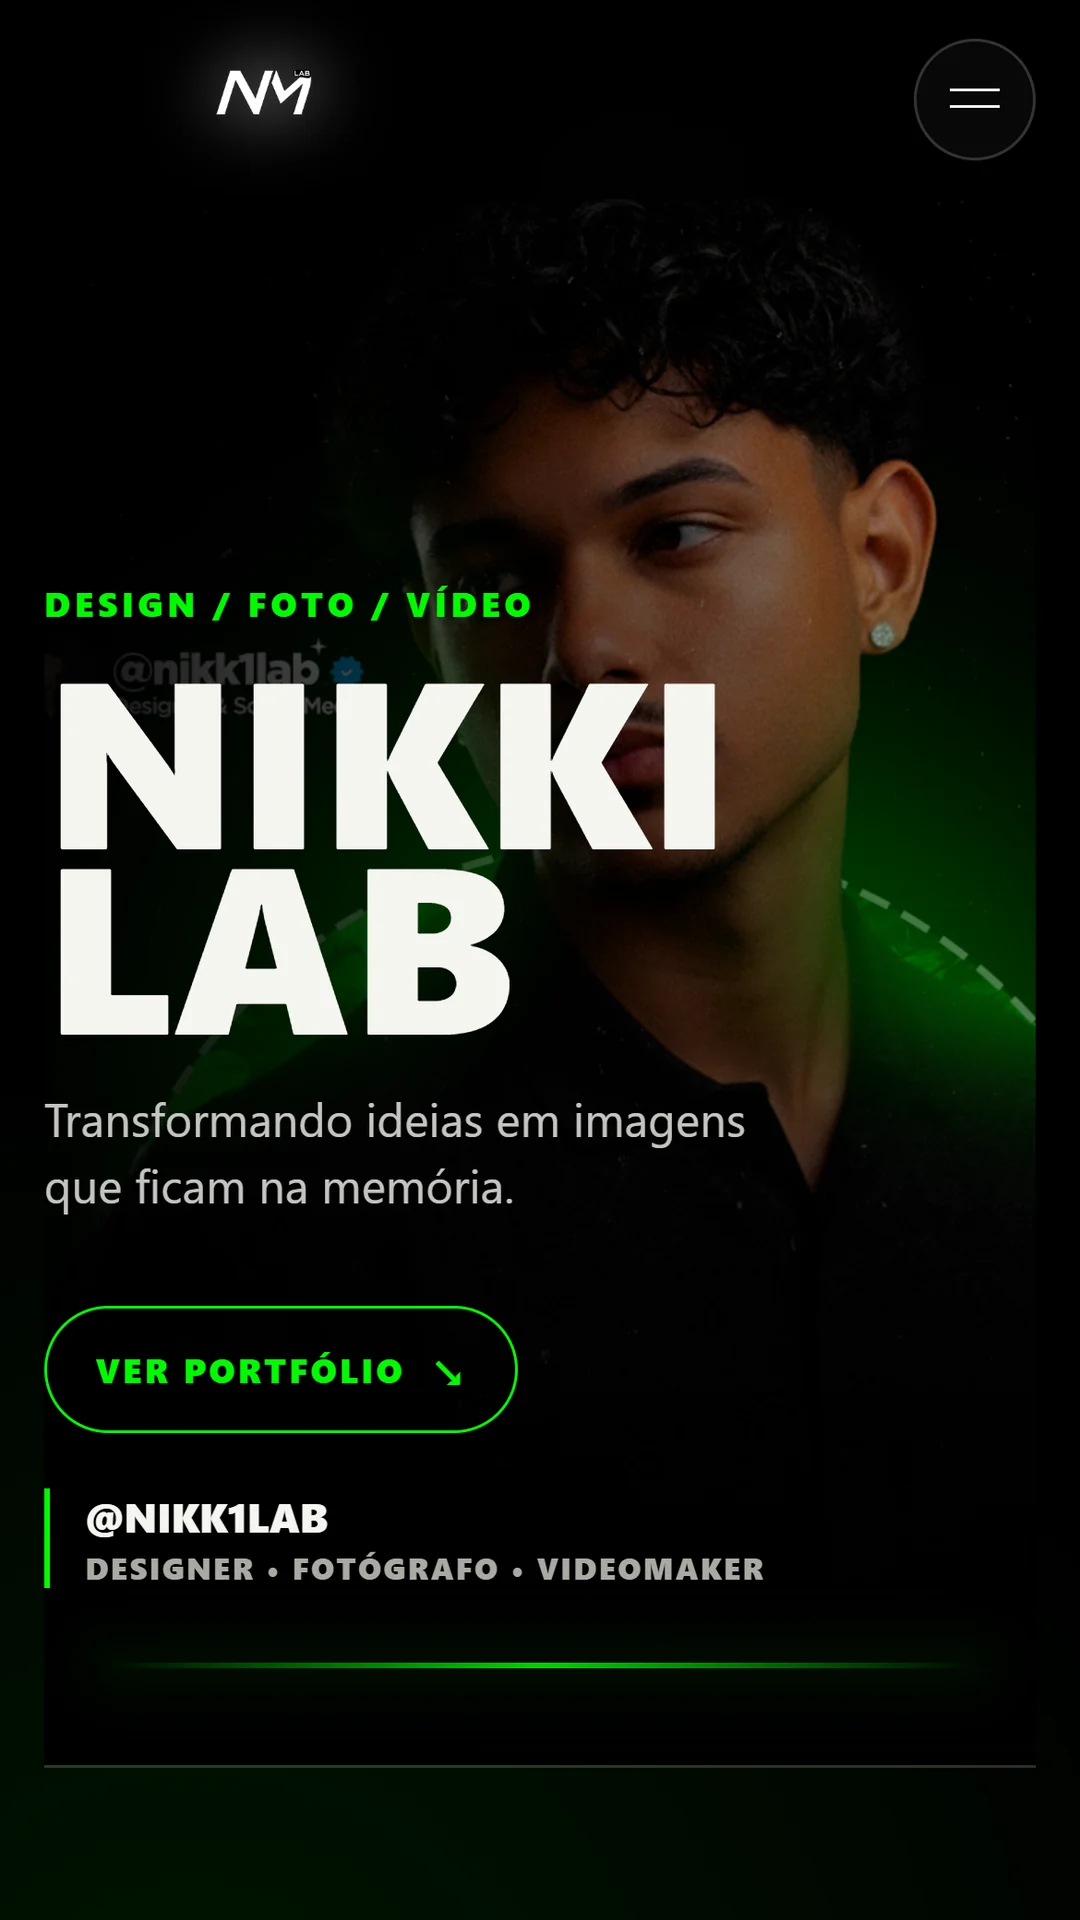 NM LAB
DESIGN / FOTO / VÍDEO
@nikk1lab
NIKKI
LAB
Transformando ideias em imagens
que ficam na memória.
VER PORTFÓLIO ↘
@NIKK1LAB
DESIGNER • FOTÓGRAFO • VIDEOMAKER